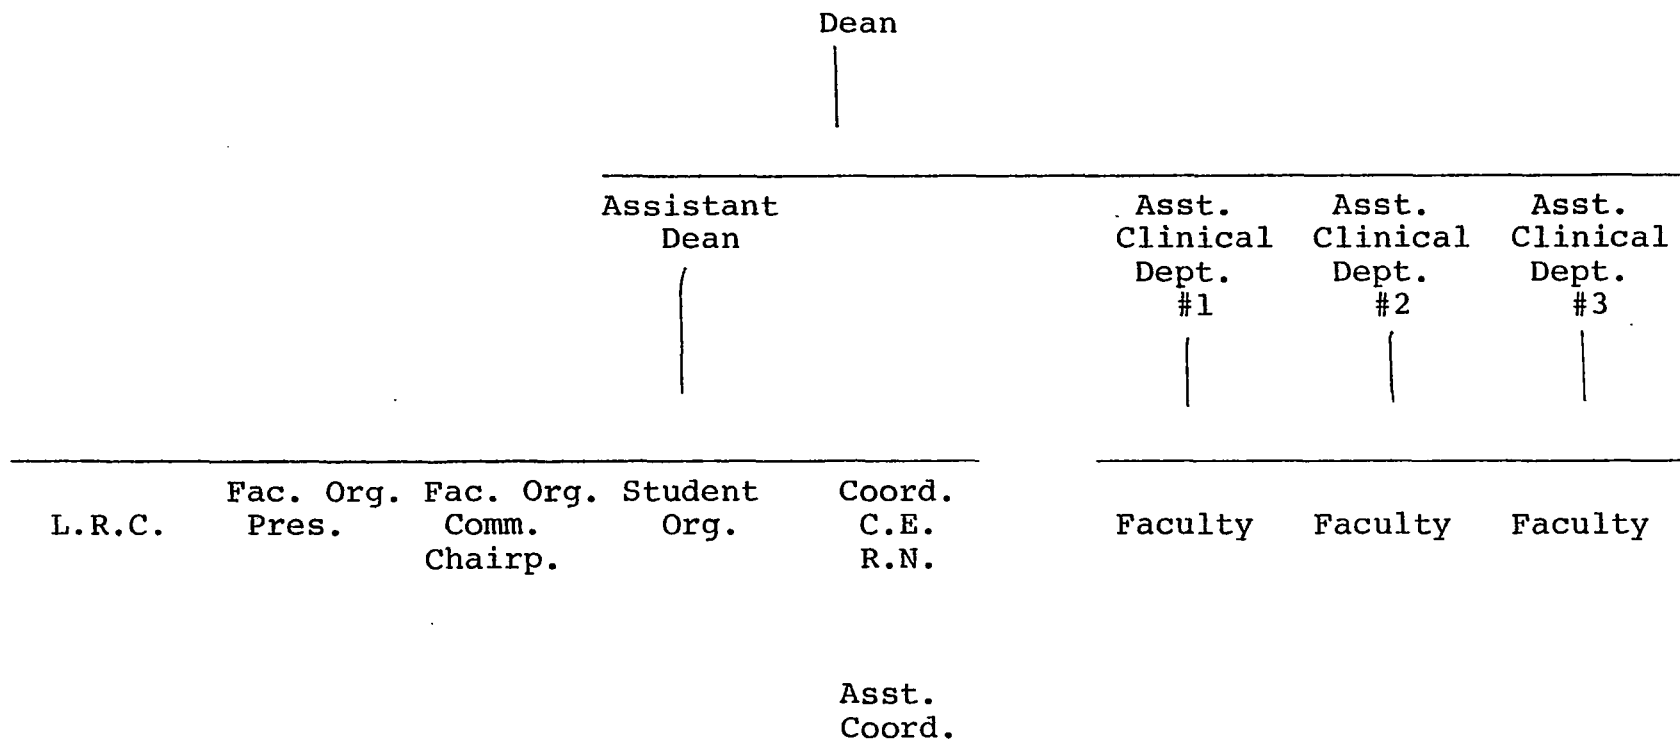 Dean
Assistant
Dean
Asst.
Clinical
Dept.
#1
Asst.
Clinical
Dept.
#2
Asst.
Clinical
Dept.
#3
L.R.C.
Fac. Org.
Pres.
Fac. Org.
Comm.
Chairp.
Student
Org.
Coord.
C.E.
R.N.
Faculty
Faculty
Faculty
Asst.
Coord.